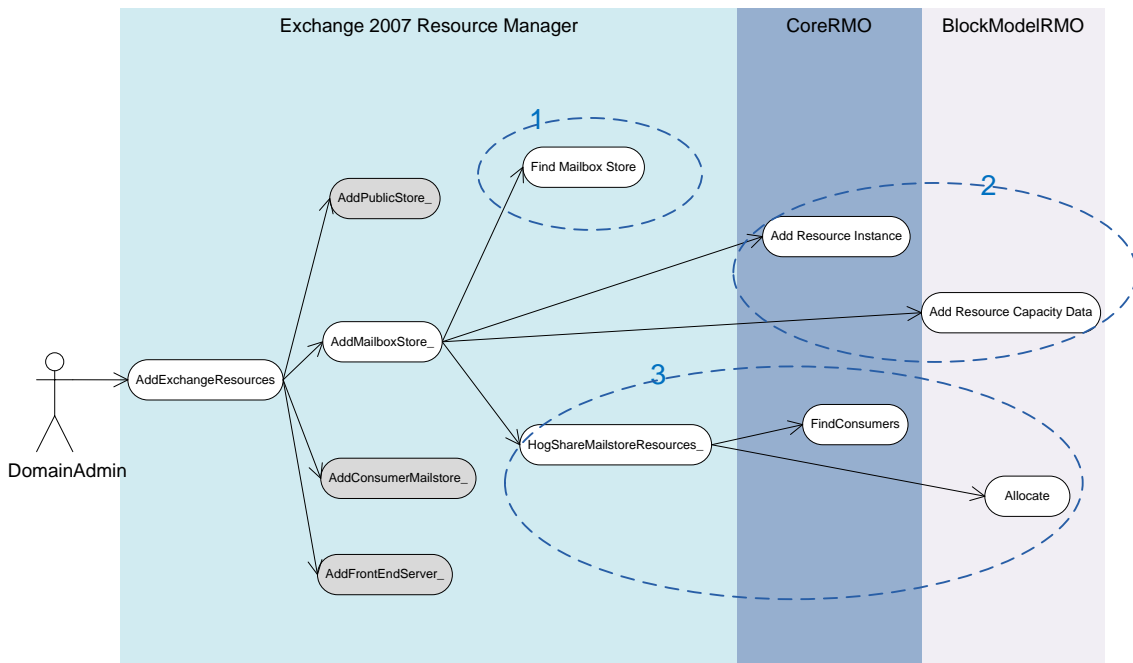 Exchange 2007 Resource Manager
CoreRMO
BlockModelRMO
1
Find Mailbox Store
2
AddPublicStore_
Add Resource Instance
Add Resource Capacity Data
AddMailboxStore_
AddExchangeResources
3
FindConsumers
HogShareMailstoreResources_
DomainAdmin
AddConsumerMailstore_
Allocate
AddFrontEndServer_